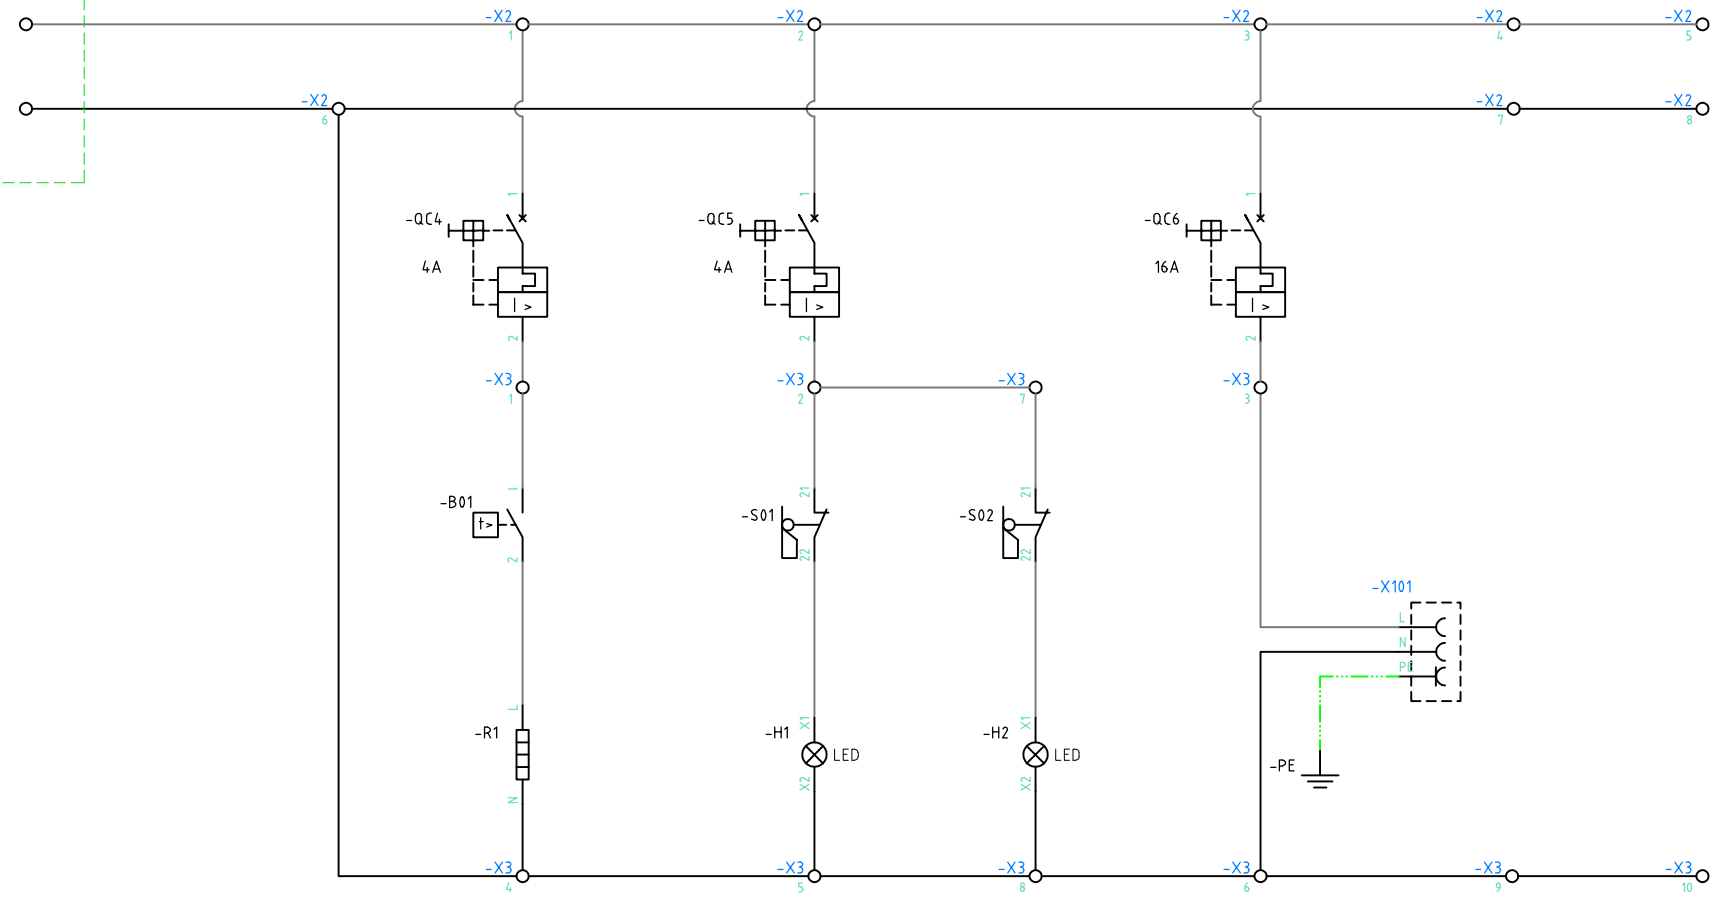 -X2 -X2 -X2 -X2 -X2
1 2 3 4 5
-X2 -X2 -X2
6 7 8
1 1 1
-QC4 -QC5 -QC6
4A 4A 16A
I > I > I >
2 2 2
-X3 -X3 -X3 -X3
1 2 7 3
1 21 21
-B01 -S01 -S02
t>
2 22 22
-X101
L
N
PE
L X1 X1
-R1 -H1 LED -H2 LED
-PE
N X2 X2
-X3 -X3 -X3 -X3 -X3 -X3
4 5 8 6 9 10